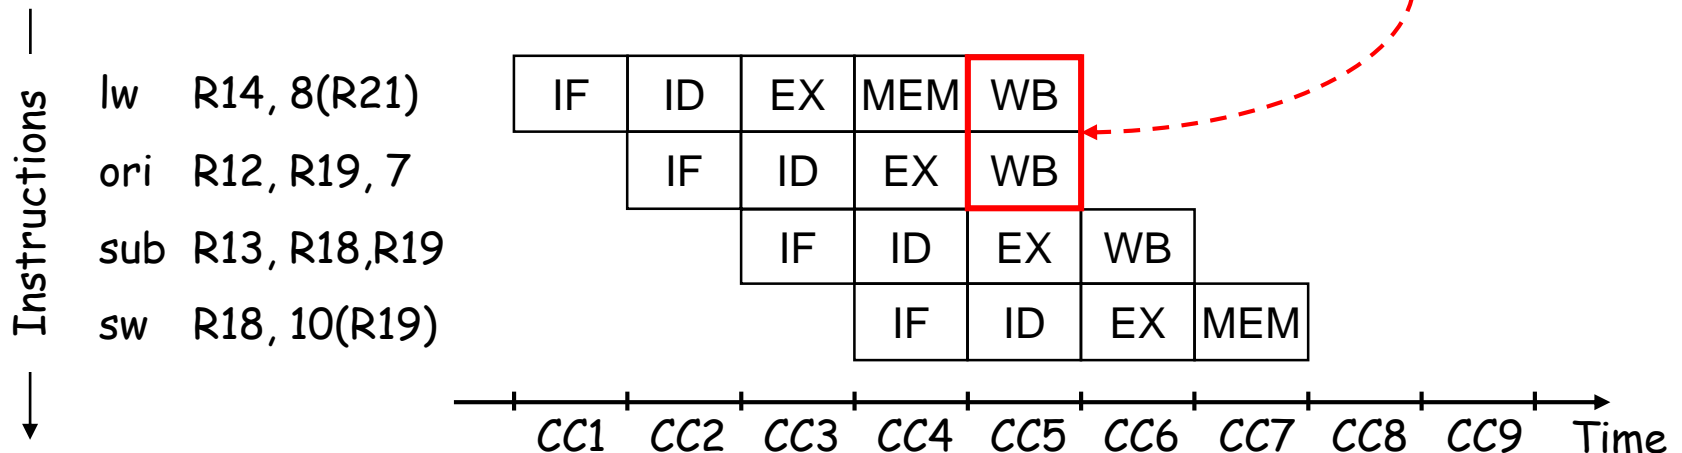 Instructions
lw R14, 8(R21) IF ID EX MEM WB
ori R12, R19, 7 IF ID EX WB
sub R13, R18,R19 IF ID EX WB
sw R18, 10(R19) IF ID EX MEM
CC1 CC2 CC3 CC4 CC5 CC6 CC7 CC8 CC9 Time